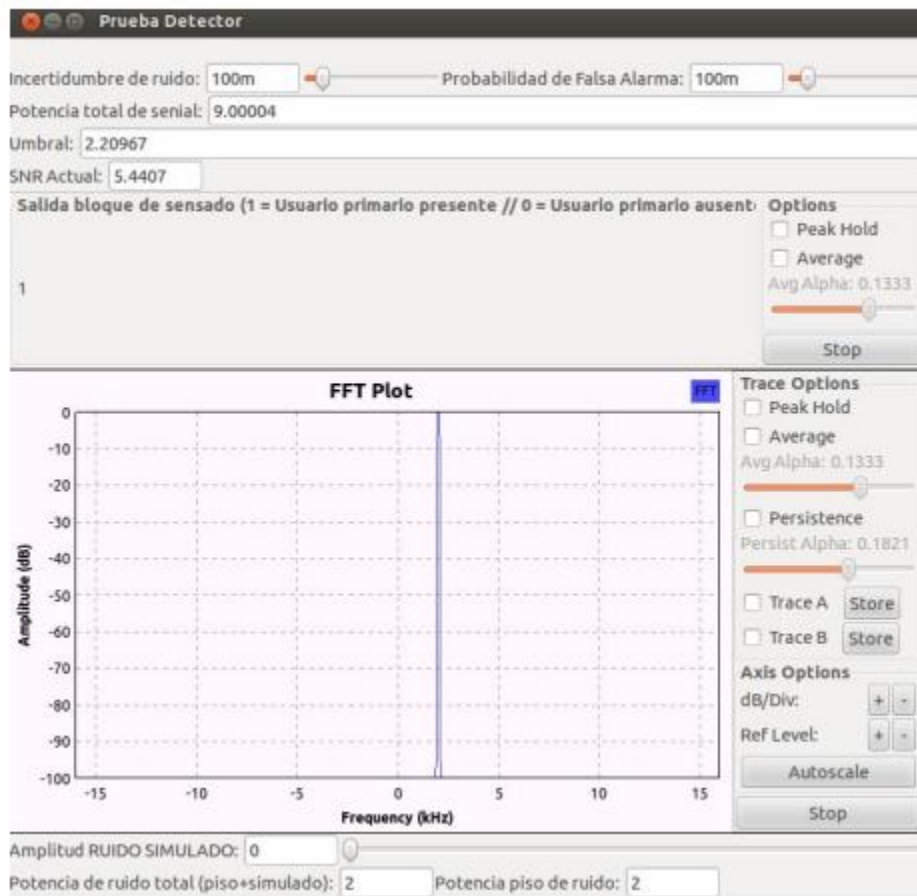 Prueba Detector
Incertidumbre de ruido: 100m Probabilidad de Falsa Alarma: 100m
Potencia total de senial: 9.00004
Umbral: 2.20967
SNR Actual: 5.4407
Salida bloque de sensado (1 = Usuario primario presente // 0 = Usuario primario ausent
1
Options
Peak Hold
Average
Avg Alpha: 0.1333
Stop
FFT Plot
FFT
0
-10
-20
-30
-40
-50
-60
-70
-80
-90
-100
Amplitude (dB)
-15 -10 -5 0 5 10 15
Frequency (kHz)
Trace Options
Peak Hold
Average
Avg Alpha: 0.1333
Persistence
Persist Alpha: 0.1821
Trace A Store
Trace B Store
Axis Options
dB/Div: + -
Ref Level: + -
Autoscale
Stop
Amplitud RUIDO SIMULADO: 0
Potencia de ruido total (piso+simulado): 2 Potencia piso de ruido: 2